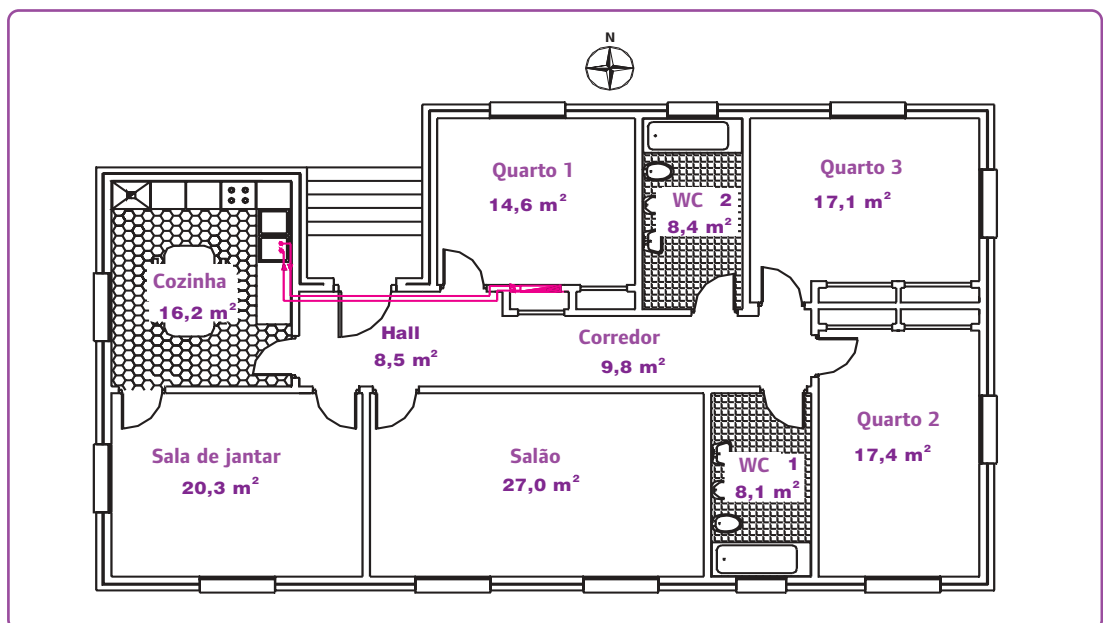 N
Quarto 1
14,6 m²
WC 2
8,4 m²
Quarto 3
17,1 m²
Cozinha
16,2 m²
Hall
8,5 m²
Corredor
9,8 m²
Sala de jantar
20,3 m²
Salão
27,0 m²
WC 1
8,1 m²
Quarto 2
17,4 m²